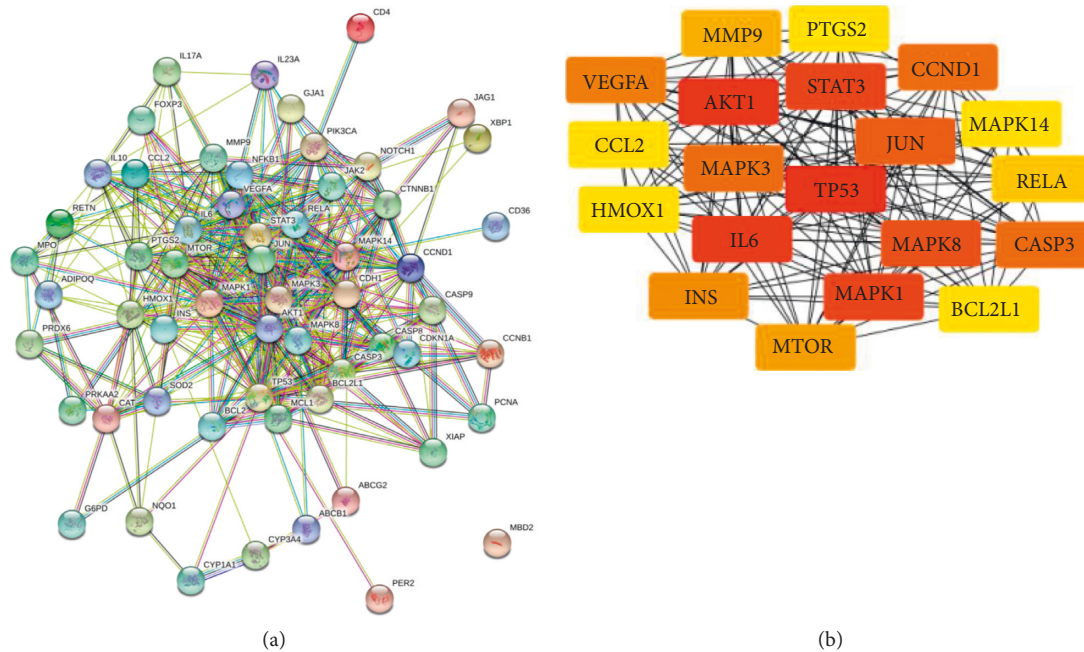 CD4
IL17A
IL23A
FOXP3
GJA1
JAG1
XBP1
PIK3CA
MMP9
NOTCH1
IL10
CCL2
NFKB1
JAK2
VEGFA
CTNNB1
RETN
IL6
RELA
STAT3
CD36
PTGS2
JUN
MAPK14
MPO
MTOR
CCND1
ADIPOQ
MAPK1
MAPK3
CDH1
HMOX1
CASP9
INS
AKT1
MAPK8
PRDX6
CASP8
CDKN1A
CCNB1
CASP3
PRKAA2
SOD2
TP53
BCL2L1
CAT
BCL2
MCL1
PCNA
XIAP
ABCG2
G6PD
NQO1
ABCB1
MBD2
CYP3A4
CYP1A1
PER2
(a)
MMP9
PTGS2
VEGFA
AKT1
STAT3
CCND1
CCL2
MAPK3
JUN
MAPK14
HMOX1
TP53
RELA
IL6
MAPK8
CASP3
INS
MAPK1
BCL2L1
MTOR
(b)